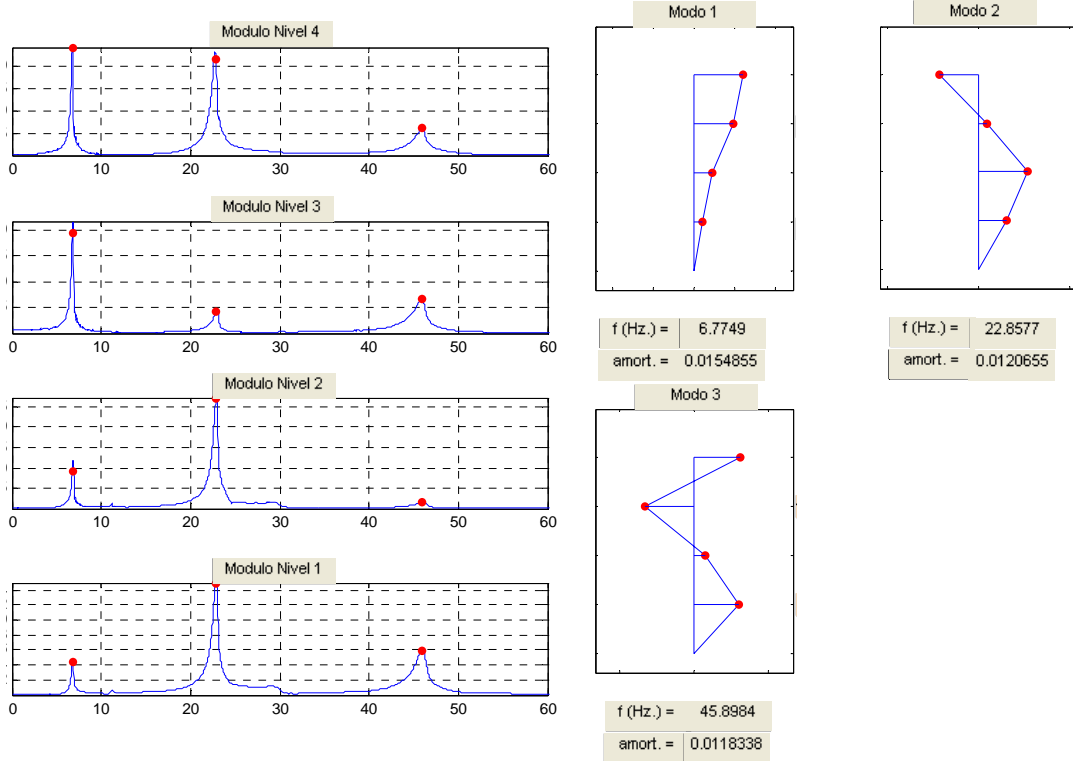 Modulo Nivel 4
0 10 20 30 40 50 60
Modulo Nivel 3
0 10 20 30 40 50 60
Modulo Nivel 2
0 10 20 30 40 50 60
Modulo Nivel 1
0 10 20 30 40 50 60
Modo 1
f (Hz.) = 6.7749
amort. = 0.0154855
Modo 2
f (Hz.) = 22.8577
amort. = 0.0120655
Modo 3
f (Hz.) = 45.8984
amort. = 0.0118338